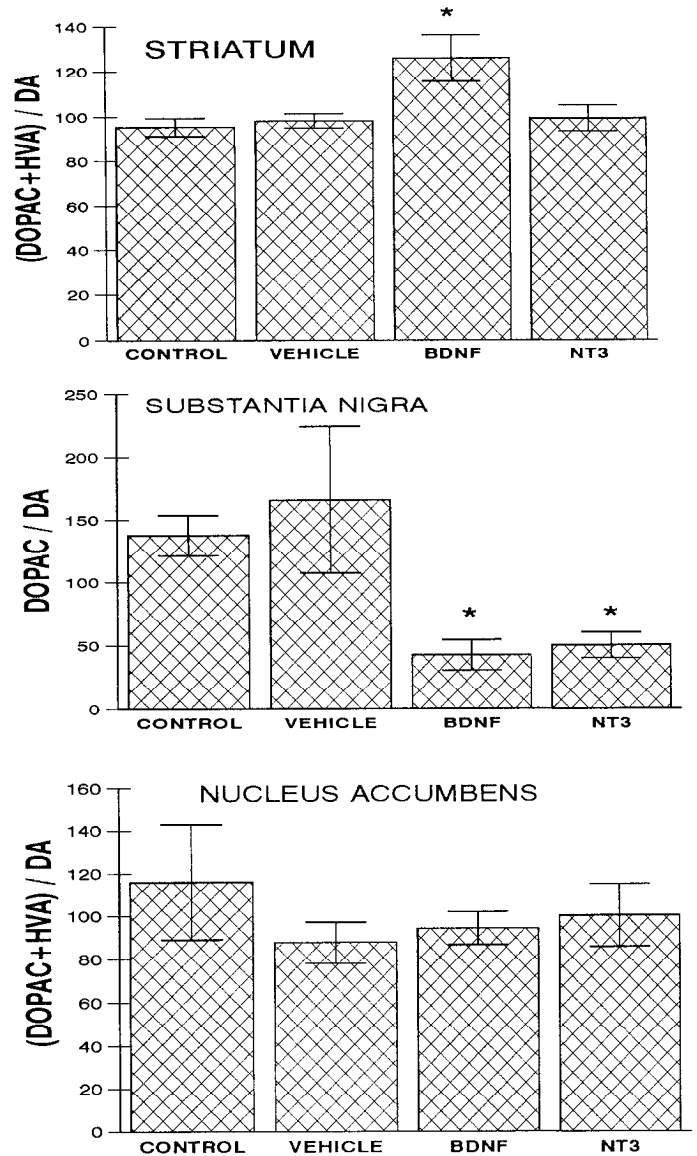 STRIATUM
*
(DOPAC+HVA) / DA
140
120
100
80
60
40
20
0
CONTROL VEHICLE BDNF NT3
SUBSTANTIA NIGRA
DOPAC / DA
250
200
150
100
50
0
* *
CONTROL VEHICLE BDNF NT3
NUCLEUS ACCUMBENS
(DOPAC+HVA) / DA
160
140
120
100
80
60
40
20
0
CONTROL VEHICLE BDNF NT3